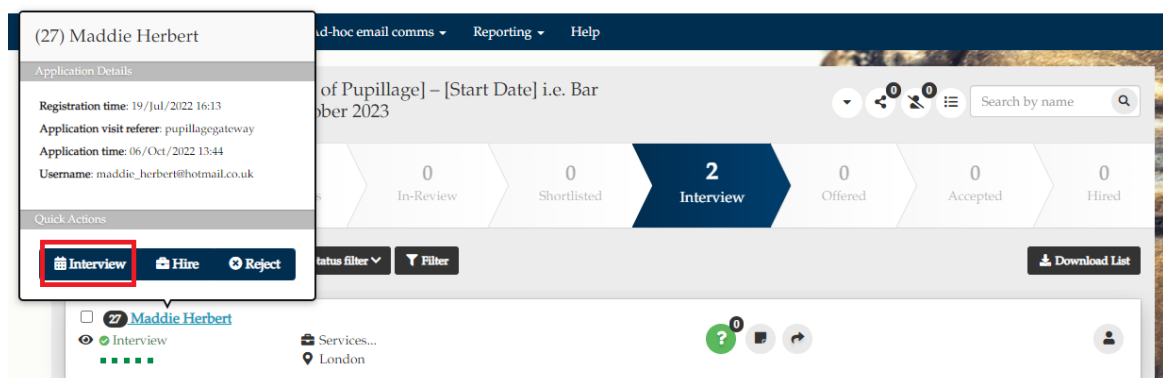 (27) Maddie Herbert
Application Details
Registration time: 19/Jul/2022 16:13
Application visit referer: pupillagegateway
Application time: 06/Oct/2022 13:44
Username: maddie_herbert@hotmail.co.uk
Quick Actions
Interview Hire Reject
d-hoc email comms Reporting Help
of Pupillage] – [Start Date] i.e. Bar
ober 2023
0 0
Search by name
s
0 In-Review
0 Shortlisted
2 Interview
0 Offered
0 Accepted
0 Hired
tatus filter Filter Download List
27 Maddie Herbert
Interview Services...
London
? 0